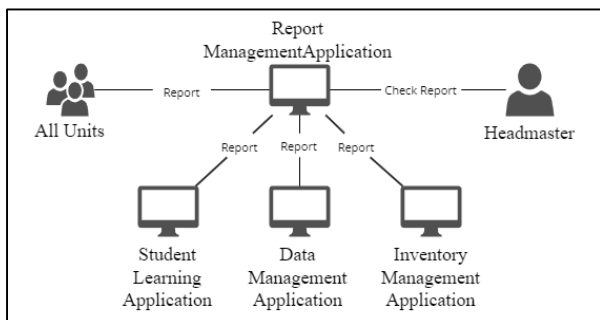 Report
ManagementApplication
Report
Check Report
All Units
Headmaster
Report
Report
Report
Student
Learning
Application
Data
Management
Application
Inventory
Management
Application